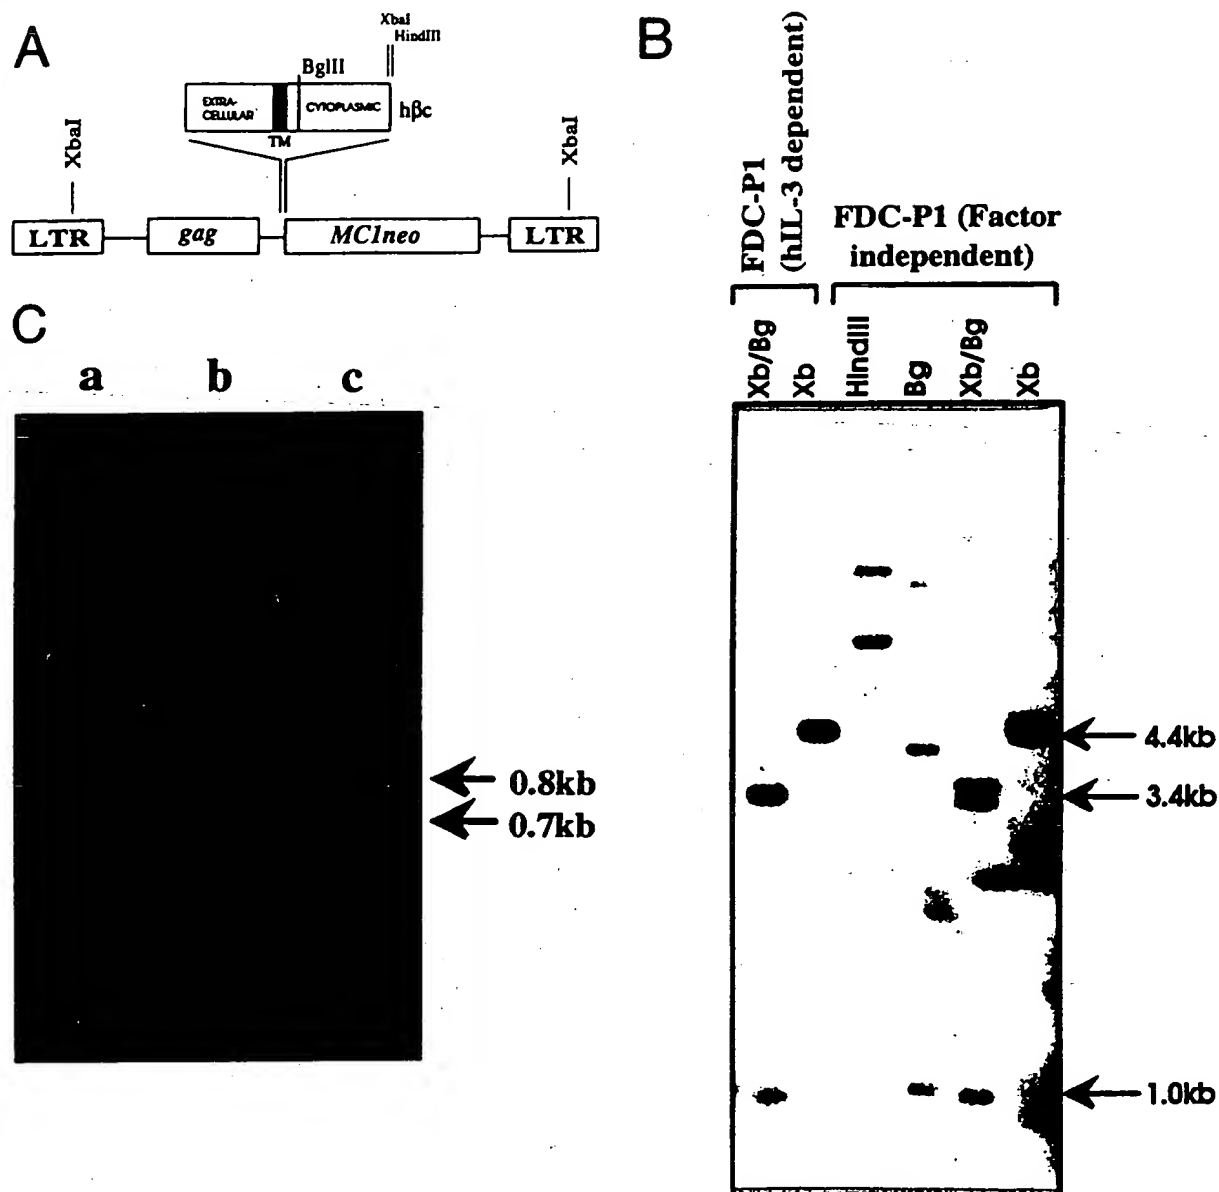 A
XbaI
HindIII
BglII
EXTRA-
CELLULAR
CYTOPLASMIC
hβc
TM
XbaI
XbaI
LTR
gag
MC1neo
LTR
B
FDC-P1
(hIL-3 dependent)
FDC-P1 (Factor
independent)
Xb/Bg
Xb
HindIII
Bg
Xb/Bg
Xb
4.4kb
3.4kb
1.0kb
C
a b c
0.8kb
0.7kb